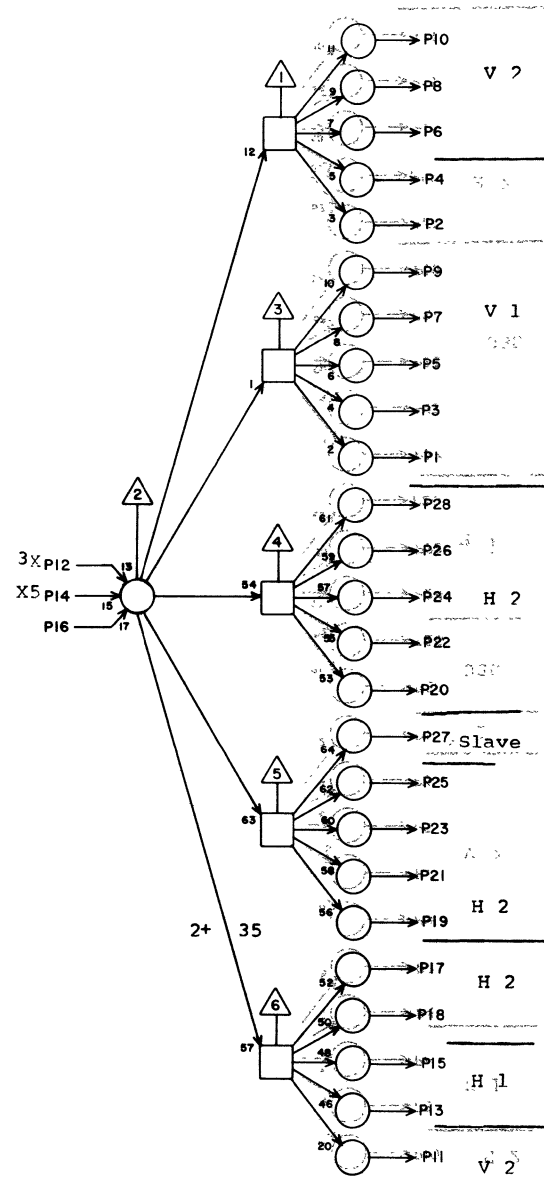 11 P10
1
9 P8
V 2
7 P6
12
5 P4
3 P2
10 P9
3
8 P7
V 1
6 P5
1
4 P3
2 P1
2
61 P28
4
59 P26
3X P12 13
54
57 P24
X5 P14 15
H 2
P16 17
55 P22
53 P20
64 P27
Slave
5
62 P25
63
60 P23
58 P21
56 P19
H 2
2+ 35
52 P17
H 2
6
50 P18
57
48 P15
H 1
46 P13
20 P11
V 2